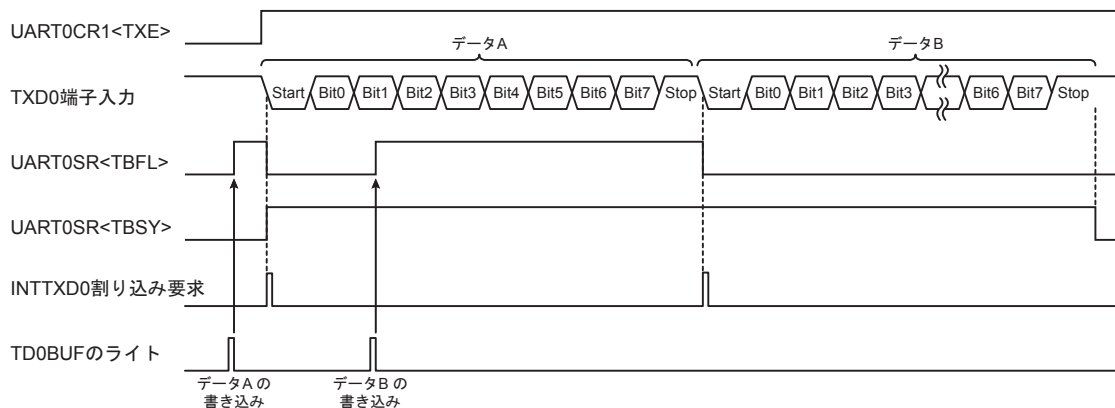 UART0CR1<TXE>
データA
データB
TXD0端子入力
Start Bit0 Bit1 Bit2 Bit3 Bit4 Bit5 Bit6 Bit7 Stop Start Bit0 Bit1 Bit2 Bit3 Bit6 Bit7 Stop
UART0SR<TBFL>
UART0SR<TBSY>
INTTXD0割り込み要求
TD0BUFのライト
データA の
書き込み
データB の
書き込み